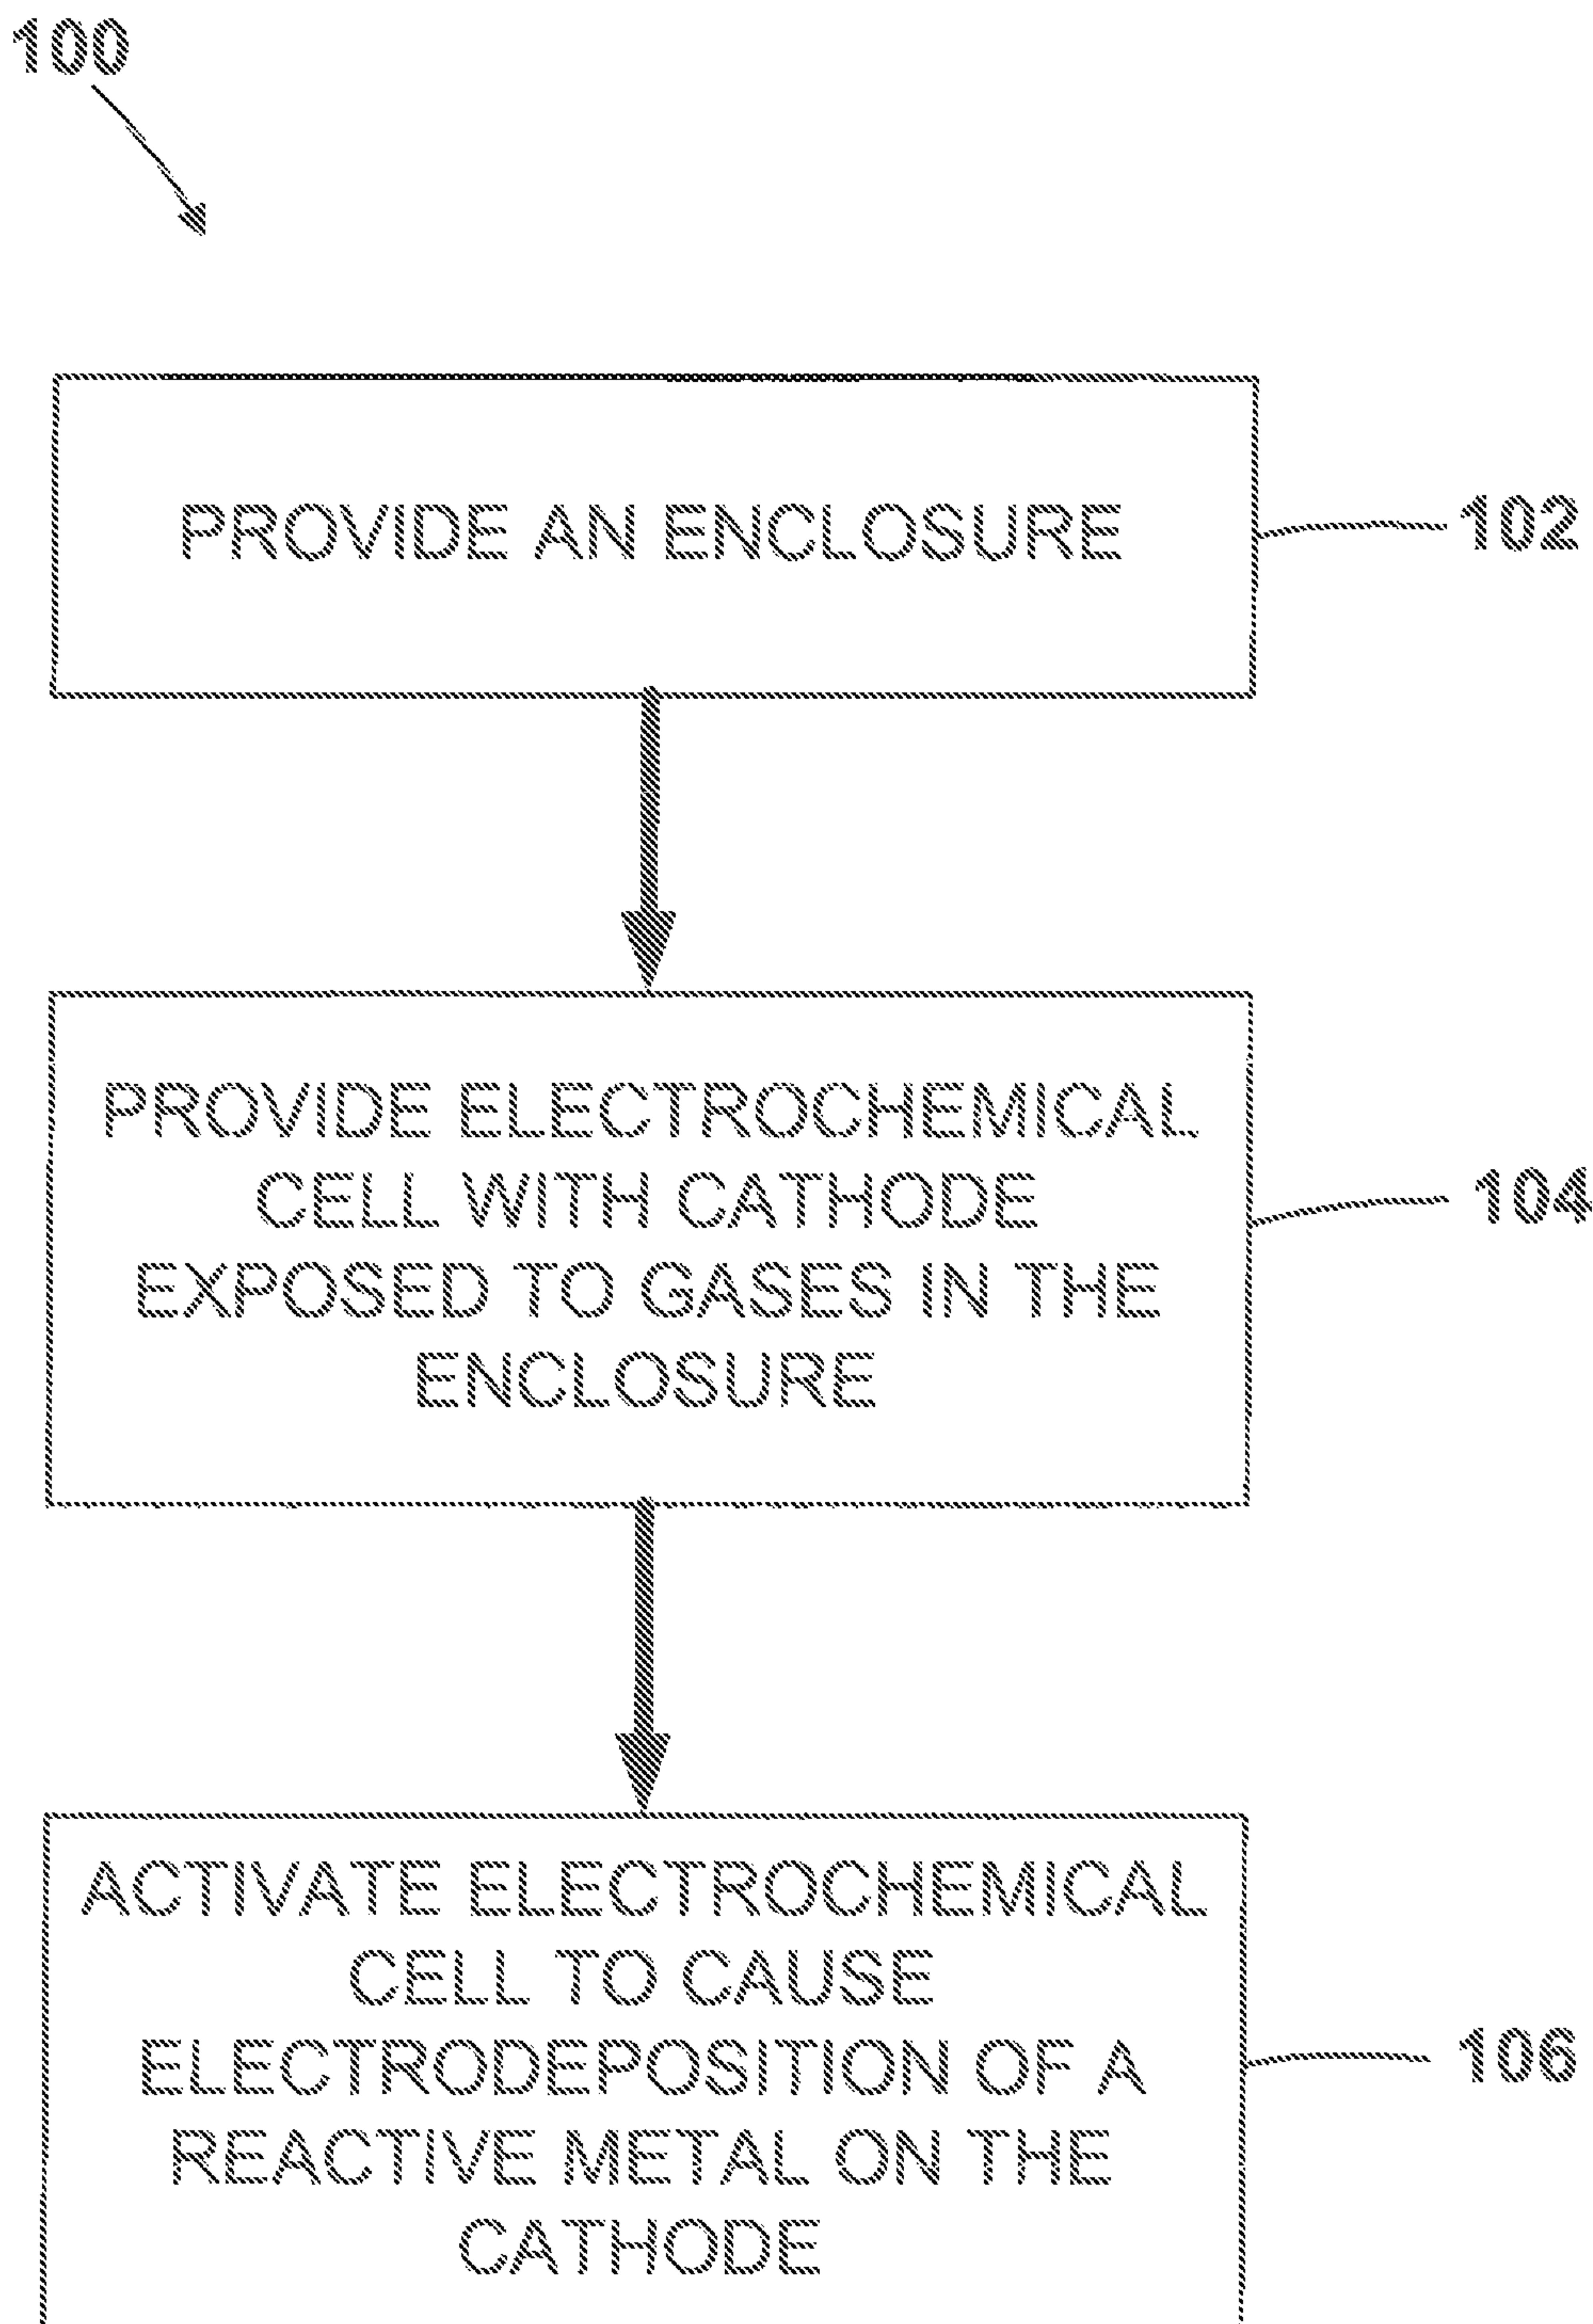 100
PROVIDE AN ENCLOSURE
102
PROVIDE ELECTROCHEMICAL
CELL WITH CATHODE
EXPOSED TO GASES IN THE
ENCLOSURE
104
ACTIVATE ELECTROCHEMICAL
CELL TO CAUSE
ELECTRODEPOSITION OF A
REACTIVE METAL ON THE
CATHODE
106